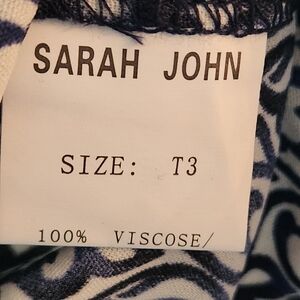 SARAH JOHN
SIZE: T3
100% VISCOSE/